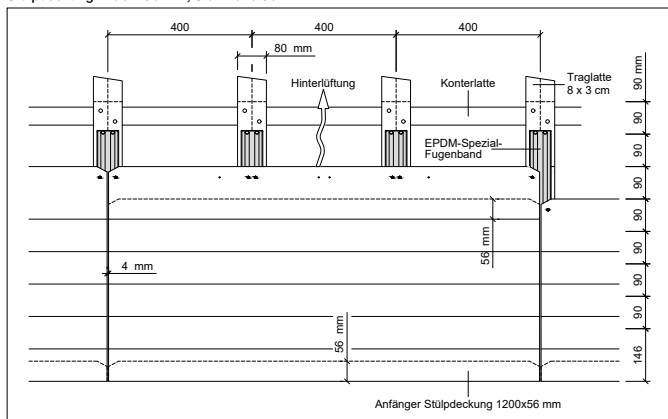 400
400
400
80 mm
Hinterlüftung
Konterlatte
Traglatte
8 x 3 cm
EPDM-Spezial-
Fugenband
90 mm
90
90
90
90
90
90
90
146
56 mm
4 mm
56 mm
Anfänger Stülpdeckung 1200x56 mm